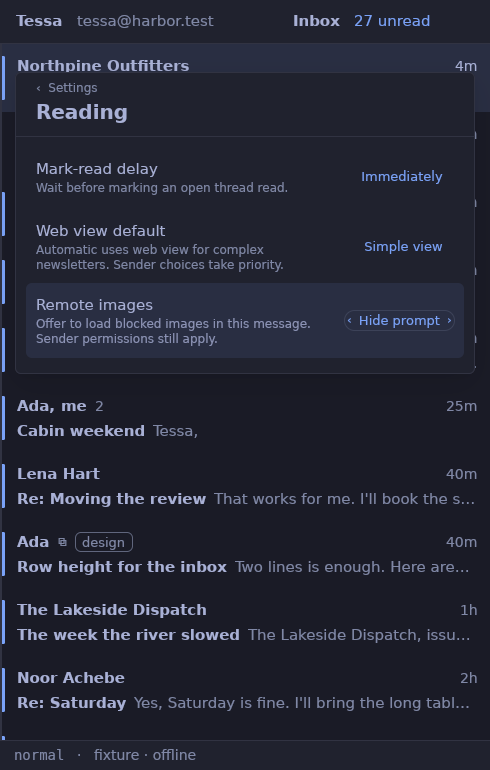 Tessa tessa@harbor.test Inbox 27 unread
Northpine Outfitters 4m
‹ Settings
Reading
Mark-read delay
Wait before marking an open thread read.
Immediately
Web view default
Automatic uses web view for complex
newsletters. Sender choices take priority.
Simple view
Remote images
Offer to load blocked images in this message.
Sender permissions still apply.
‹ Hide prompt ›
Ada, me 2 25m
Cabin weekend Tessa,
Lena Hart 40m
Re: Moving the review That works for me. I'll book the s…
Ada ⧉ design 40m
Row height for the inbox Two lines is enough. Here are…
The Lakeside Dispatch 1h
The week the river slowed The Lakeside Dispatch, issu…
Noor Achebe 2h
Re: Saturday Yes, Saturday is fine. I'll bring the long tabl…
normal · fixture · offline